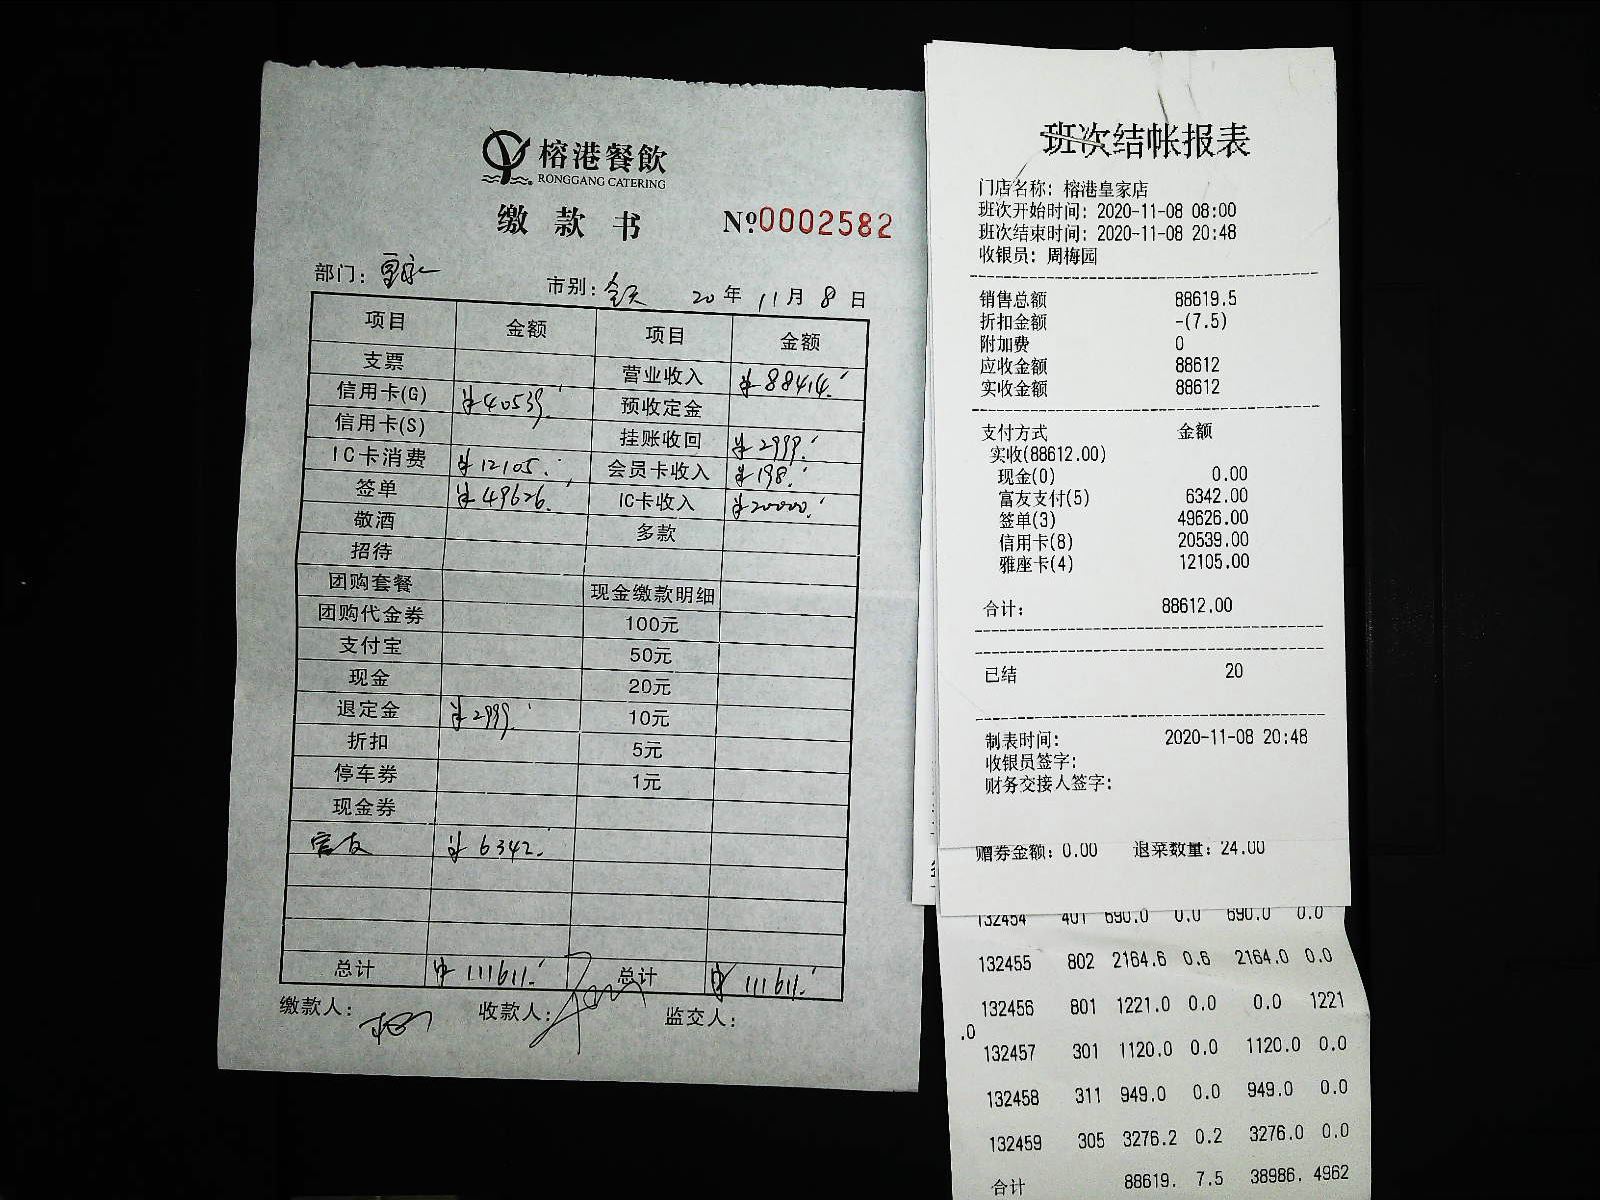 榕港餐飲
RONGGANG CATERING
缴款书 №0002582
部门: 市别:全天 20年11月8日
项目 金额 项目 金额
支票 营业收入 ¥88414.
信用卡(G) ¥40539. 预收定金
信用卡(S) 挂账收回 ¥2999.
IC卡消费 ¥12105. 会员卡收入 ¥198.
签单 ¥49626. IC卡收入 ¥20000.
敬酒 多款
招待
团购套餐 现金缴款明细
团购代金券 100元
支付宝 50元
现金 20元
退定金 ¥2999. 10元
折扣 5元
停车券 1元
现金券
富友 ¥6342.
总计 ¥111611. 总计 ¥111611.
缴款人: 收款人: 监交人:
班次结帐报表
门店名称: 榕港皇家店
班次开始时间: 2020-11-08 08:00
班次结束时间: 2020-11-08 20:48
收银员: 周梅园
销售总额 88619.5
折扣金额 -(7.5)
附加费 0
应收金额 88612
实收金额 88612
支付方式 金额
实收(88612.00)
现金(0) 0.00
富友支付(5) 6342.00
签单(3) 49626.00
信用卡(8) 20539.00
雅座卡(4) 12105.00
合计: 88612.00
已结 20
制表时间: 2020-11-08 20:48
收银员签字:
财务交接人签字:
赠券金额: 0.00 退菜数量: 24.00
132454 401 690.0 0.0 690.0 0.0
132455 802 2164.6 0.6 2164.0 0.0
132456 801 1221.0 0.0 0.0 1221
.0
132457 301 1120.0 0.0 1120.0 0.0
132458 311 949.0 0.0 949.0 0.0
132459 305 3276.2 0.2 3276.0 0.0
合计 88619. 7.5 38986. 4962